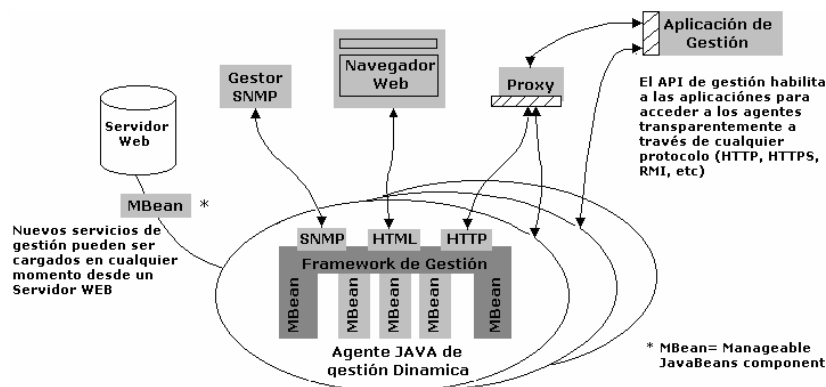 Aplicación de
Gestión
Navegador
Web
Gestor
SNMP
Proxy
El API de gestión habilita
a las aplicaciónes para
acceder a los agentes
transparentemente a
través de cualquier
protocolo (HTTP, HTTPS,
RMI, etc)
Servidor
Web
MBean *
Nuevos servicios de
gestión pueden ser
cargados en cualquier
momento desde un
Servidor WEB
SNMP HTML HTTP
Framework de Gestión
MBean MBean MBean MBean MBean
Agente JAVA de
gestión Dinamica
* MBean= Manageable
JavaBeans component